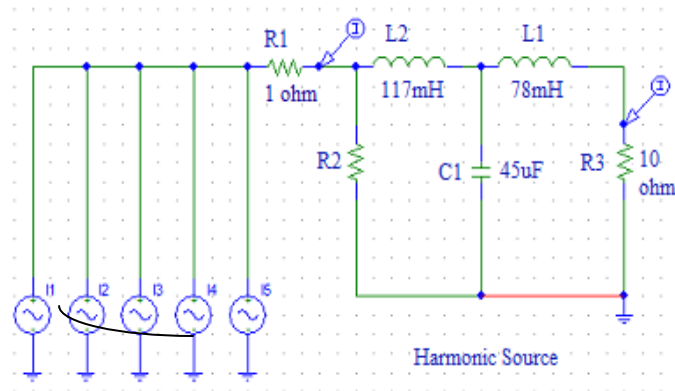 R1
I
L2
L1
1 ohm
117mH
78mH
I
R2
C1
45uF
R3
10
ohm
I1
I2
I3
I4
I5
Harmonic Source